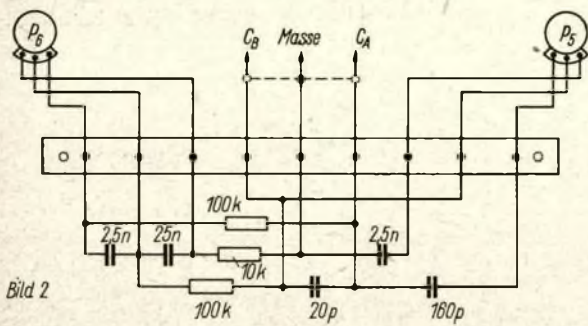 P6 CB Masse CA P5
100k
2,5n 25n 10k 2,5n
100k 20p 160p
Bild 2